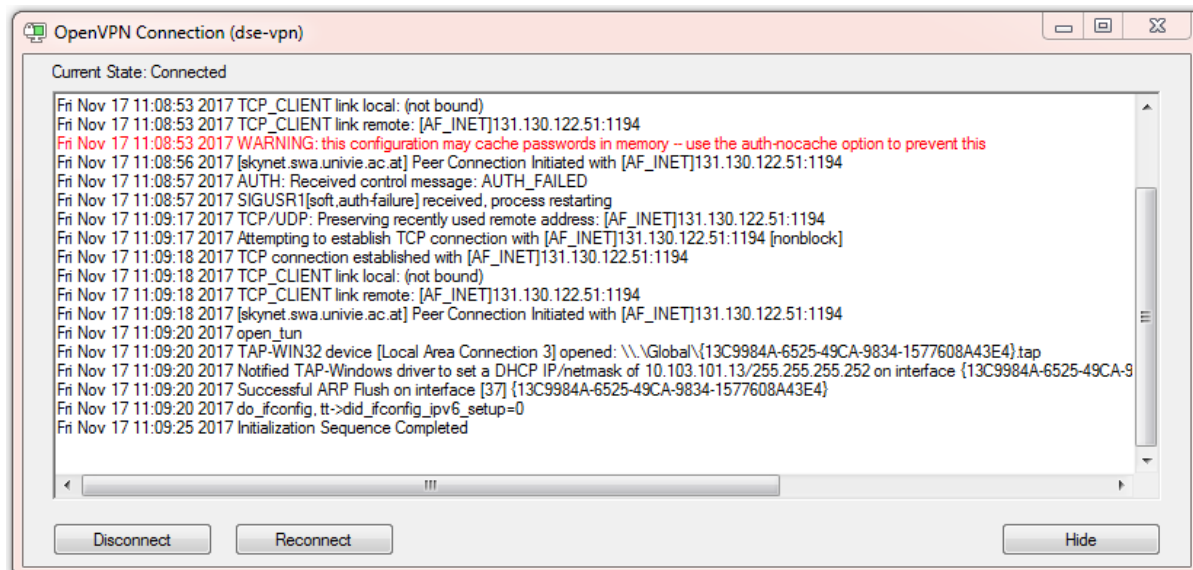 OpenVPN Connection (dse-vpn)
Current State: Connected
Fri Nov 17 11:08:53 2017 TCP_CLIENT link local: (not bound)
Fri Nov 17 11:08:53 2017 TCP_CLIENT link remote: [AF_INET]131.130.122.51:1194
Fri Nov 17 11:08:53 2017 WARNING: this configuration may cache passwords in memory -- use the auth-nocache option to prevent this
Fri Nov 17 11:08:56 2017 [skynet.swa.univie.ac.at] Peer Connection Initiated with [AF_INET]131.130.122.51:1194
Fri Nov 17 11:08:57 2017 AUTH: Received control message: AUTH_FAILED
Fri Nov 17 11:08:57 2017 SIGUSR1[soft,auth-failure] received, process restarting
Fri Nov 17 11:09:17 2017 TCP/UDP: Preserving recently used remote address: [AF_INET]131.130.122.51:1194
Fri Nov 17 11:09:17 2017 Attempting to establish TCP connection with [AF_INET]131.130.122.51:1194 [nonblock]
Fri Nov 17 11:09:18 2017 TCP connection established with [AF_INET]131.130.122.51:1194
Fri Nov 17 11:09:18 2017 TCP_CLIENT link local: (not bound)
Fri Nov 17 11:09:18 2017 TCP_CLIENT link remote: [AF_INET]131.130.122.51:1194
Fri Nov 17 11:09:18 2017 [skynet.swa.univie.ac.at] Peer Connection Initiated with [AF_INET]131.130.122.51:1194
Fri Nov 17 11:09:20 2017 open_tun
Fri Nov 17 11:09:20 2017 TAP-WIN32 device [Local Area Connection 3] opened: \\.\Global\{13C9984A-6525-49CA-9834-1577608A43E4}.tap
Fri Nov 17 11:09:20 2017 Notified TAP-Windows driver to set a DHCP IP/netmask of 10.103.101.13/255.255.255.252 on interface {13C9984A-6525-49CA-9
Fri Nov 17 11:09:20 2017 Successful ARP Flush on interface [37] {13C9984A-6525-49CA-9834-1577608A43E4}
Fri Nov 17 11:09:20 2017 do_ifconfig, tt->did_ifconfig_ipv6_setup=0
Fri Nov 17 11:09:25 2017 Initialization Sequence Completed
Disconnect
Reconnect
Hide